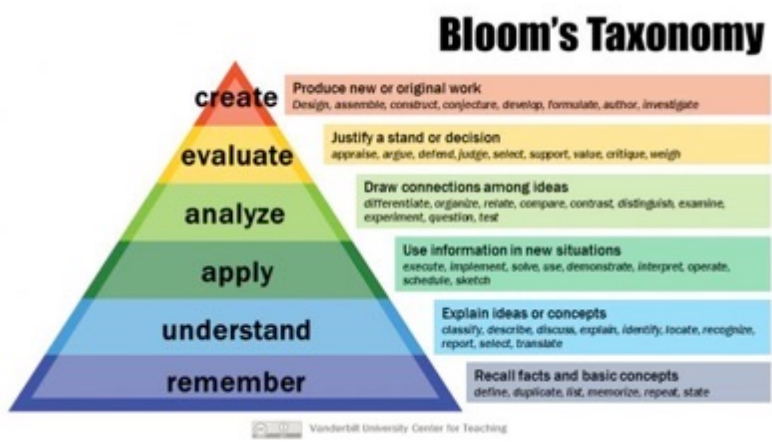 Bloom's Taxonomy
create
Produce new or original work
Design, assemble, construct, conjecture, develop, formulate, author, investigate
evaluate
Justify a stand or decision
appraise, argue, defend, judge, select, support, value, critique, weigh
analyze
Draw connections among ideas
differentiate, organize, relate, compare, contrast, distinguish, examine,
experiment, question, test
apply
Use information in new situations
execute, implement, solve, use, demonstrate, interpret, operate,
schedule, sketch
understand
Explain ideas or concepts
classify, describe, discuss, explain, identify, locate, recognize,
report, select, translate
remember
Recall facts and basic concepts
define, duplicate, list, memorize, repeat, state
Vanderbilt University Center for Teaching